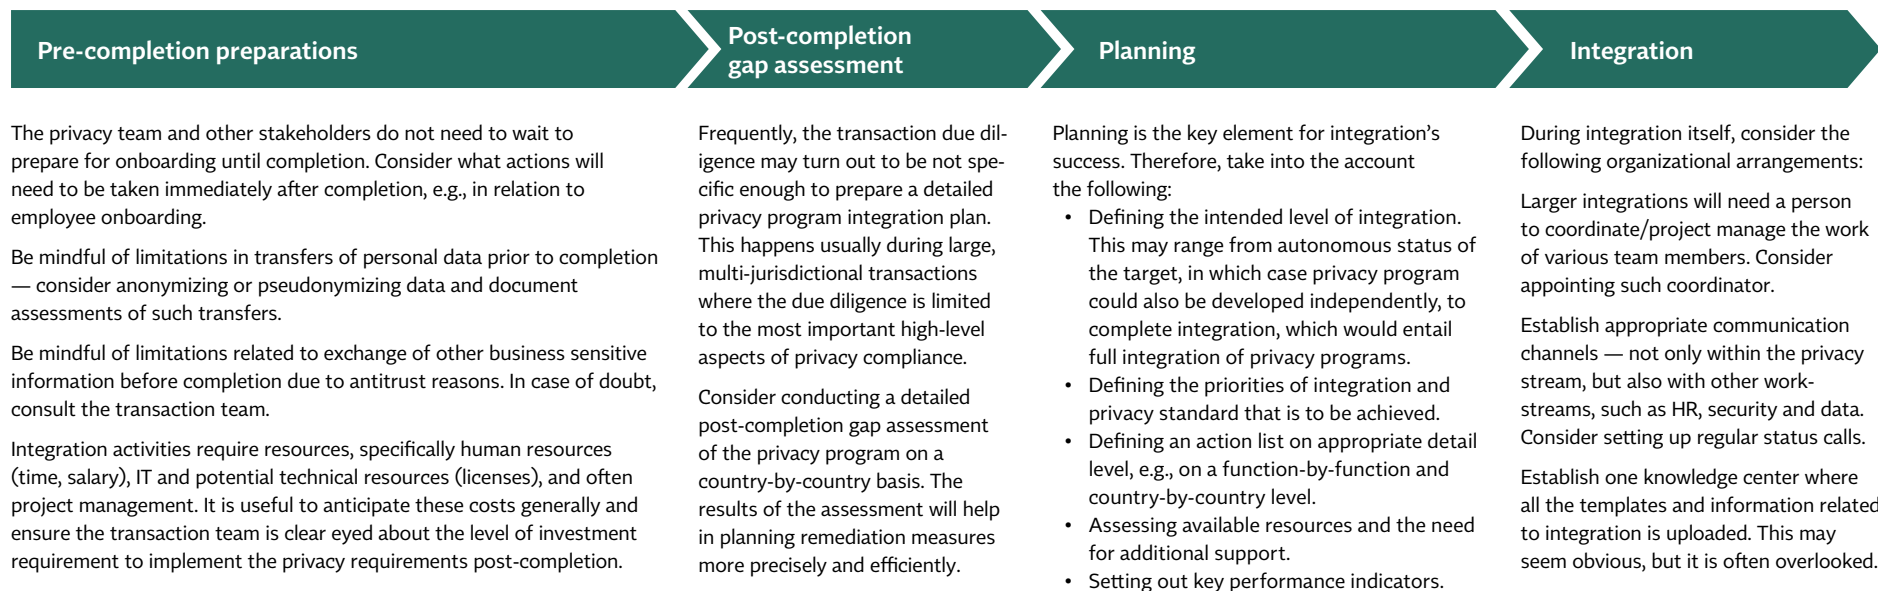 Pre-completion preparations
Post-completion
gap assessment
Planning
Integration
The privacy team and other stakeholders do not need to wait to
prepare for onboarding until completion. Consider what actions will
need to be taken immediately after completion, e.g., in relation to
employee onboarding.
Be mindful of limitations in transfers of personal data prior to completion
— consider anonymizing or pseudonymizing data and document
assessments of such transfers.
Be mindful of limitations related to exchange of other business sensitive
information before completion due to antitrust reasons. In case of doubt,
consult the transaction team.
Integration activities require resources, specifically human resources
(time, salary), IT and potential technical resources (licenses), and often
project management. It is useful to anticipate these costs generally and
ensure the transaction team is clear eyed about the level of investment
requirement to implement the privacy requirements post-completion.
Frequently, the transaction due dil-
igence may turn out to be not spe-
cific enough to prepare a detailed
privacy program integration plan.
This happens usually during large,
multi-jurisdictional transactions
where the due diligence is limited
to the most important high-level
aspects of privacy compliance.
Consider conducting a detailed
post-completion gap assessment
of the privacy program on a
country-by-country basis. The
results of the assessment will help
in planning remediation measures
more precisely and efficiently.
Planning is the key element for integration’s
success. Therefore, take into the account
the following:
• Defining the intended level of integration.
This may range from autonomous status of
the target, in which case privacy program
could also be developed independently, to
complete integration, which would entail
full integration of privacy programs.
• Defining the priorities of integration and
privacy standard that is to be achieved.
• Defining an action list on appropriate detail
level, e.g., on a function-by-function and
country-by-country level.
• Assessing available resources and the need
for additional support.
• Setting out key performance indicators.
During integration itself, consider the
following organizational arrangements:
Larger integrations will need a person
to coordinate/project manage the work
of various team members. Consider
appointing such coordinator.
Establish appropriate communication
channels — not only within the privacy
stream, but also with other work-
streams, such as HR, security and data.
Consider setting up regular status calls.
Establish one knowledge center where
all the templates and information related
to integration is uploaded. This may
seem obvious, but it is often overlooked.